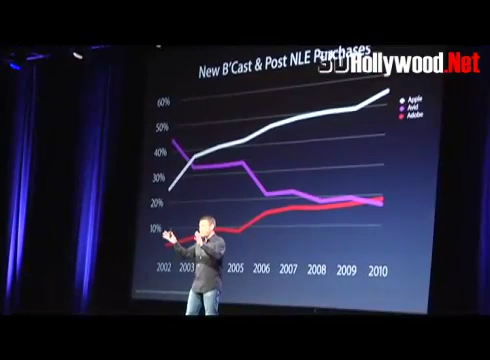 3DHollywood.Net
New B'Cast & Post NLE Purchases
60%
50%
40%
30%
20%
10%
Apple
Avid
Adobe
2002 2003 2005 2006 2007 2008 2009 2010